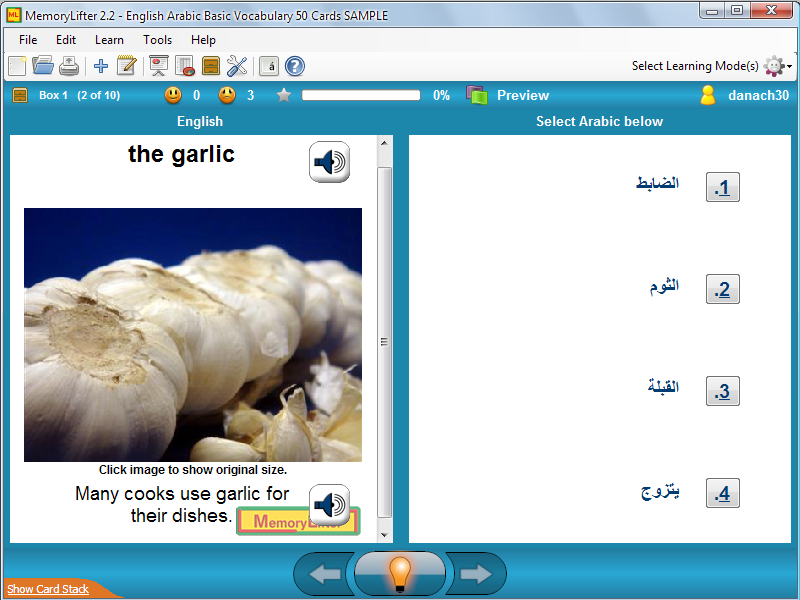 MemoryLifter 2.2 - English Arabic Basic Vocabulary 50 Cards SAMPLE
File Edit Learn Tools Help
á ? Select Learning Mode(s)
Box 1 (2 of 10) 0 3 0% Preview danach30
English
the garlic
Click image to show original size.
Many cooks use garlic for
their dishes.
MemoryLifter
Select Arabic below
الضابط .1
الثوم .2
القبلة .3
يتزوج .4
Show Card Stack